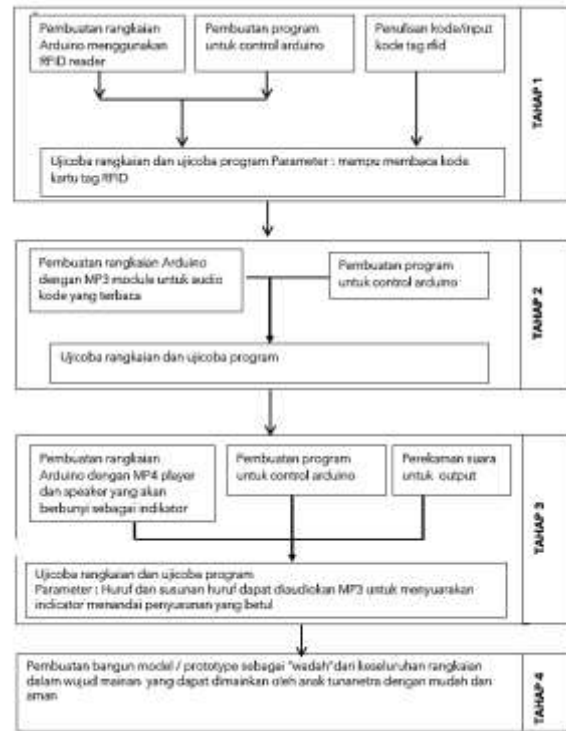 Pembuatan rangkaian
Arduino menggunakan
RFID reader
Pembuatan program
untuk control arduino
Penulisan koda/input
kode tag rfid
Ujicoba rangkaian dan ujicoba program Parameter : mampu membaca kode
kartu tag RFID
TAHAP 1
Pembuatan rangkaian Arduino
dengan MP3 module untuk audio
kode yang terbaca
Pembuatan program
untuk control arduino
Ujicoba rangkaian dan ujicoba program
TAHAP 2
Pembuatan rangkaian
Arduino dengan MP4 player
dan speaker yang akan
berbunyi sebagai indikator
Pembuatan program
untuk control arduino
Perekaman suara
untuk output
Ujicoba rangkaian dan ujicoba program
Parameter : Huruf dan susunan huruf dapat diaudiokan MP3 untuk menyuarakan
indicator menandai penyusunan yang betul
TAHAP 3
Pembuatan bangun model / prototype sebagai "wadah" dari keseluruhan rangkaian
dalam wujud mainan yang dapat dimainkan oleh anak tunanetra dengan mudah dan
aman
TAHAP 4